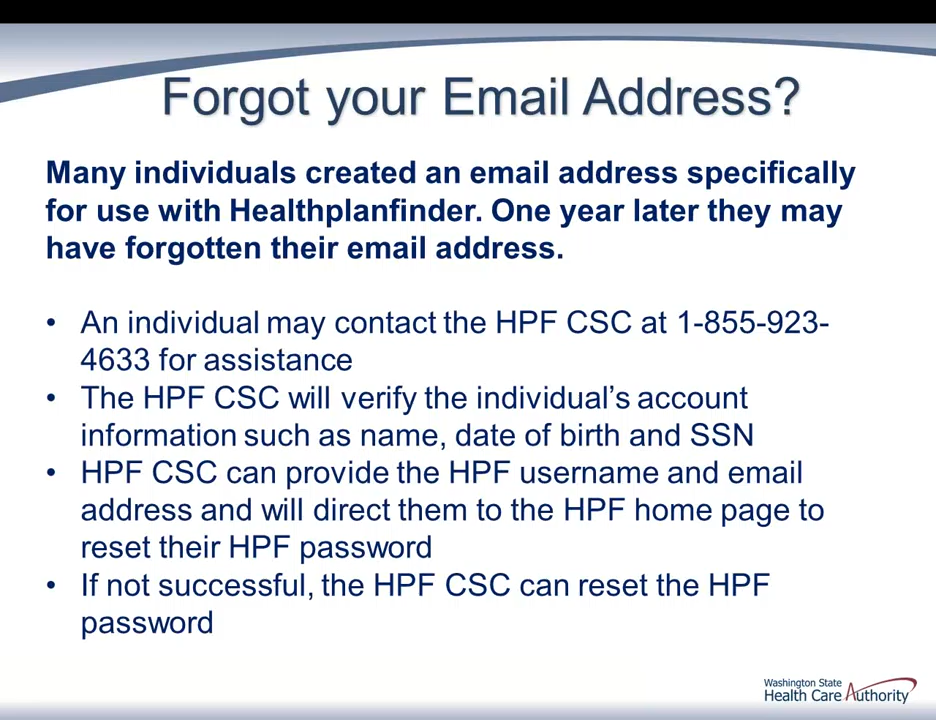 Forgot your Email Address?
Many individuals created an email address specifically
for use with Healthplanfinder. One year later they may
have forgotten their email address.
• An individual may contact the HPF CSC at 1-855-923-
4633 for assistance
• The HPF CSC will verify the individual’s account
information such as name, date of birth and SSN
• HPF CSC can provide the HPF username and email
address and will direct them to the HPF home page to
reset their HPF password
• If not successful, the HPF CSC can reset the HPF
password
Washington State
Health Care Authority